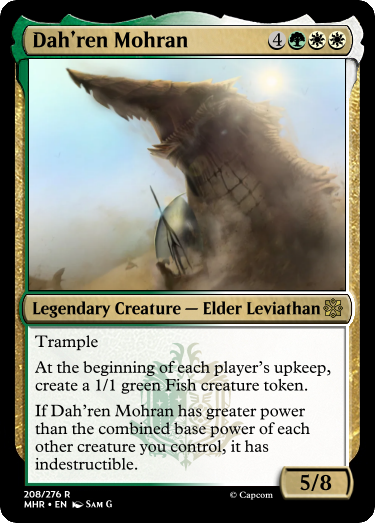 Dah'ren Mohran 4
Legendary Creature — Elder Leviathan
Trample
At the beginning of each player's upkeep,
create a 1/1 green Fish creature token.
If Dah'ren Mohran has greater power
than the combined base power of each
other creature you control, it has
indestructible.
5/8
208/276 R
MHR • EN Sam G
© Capcom